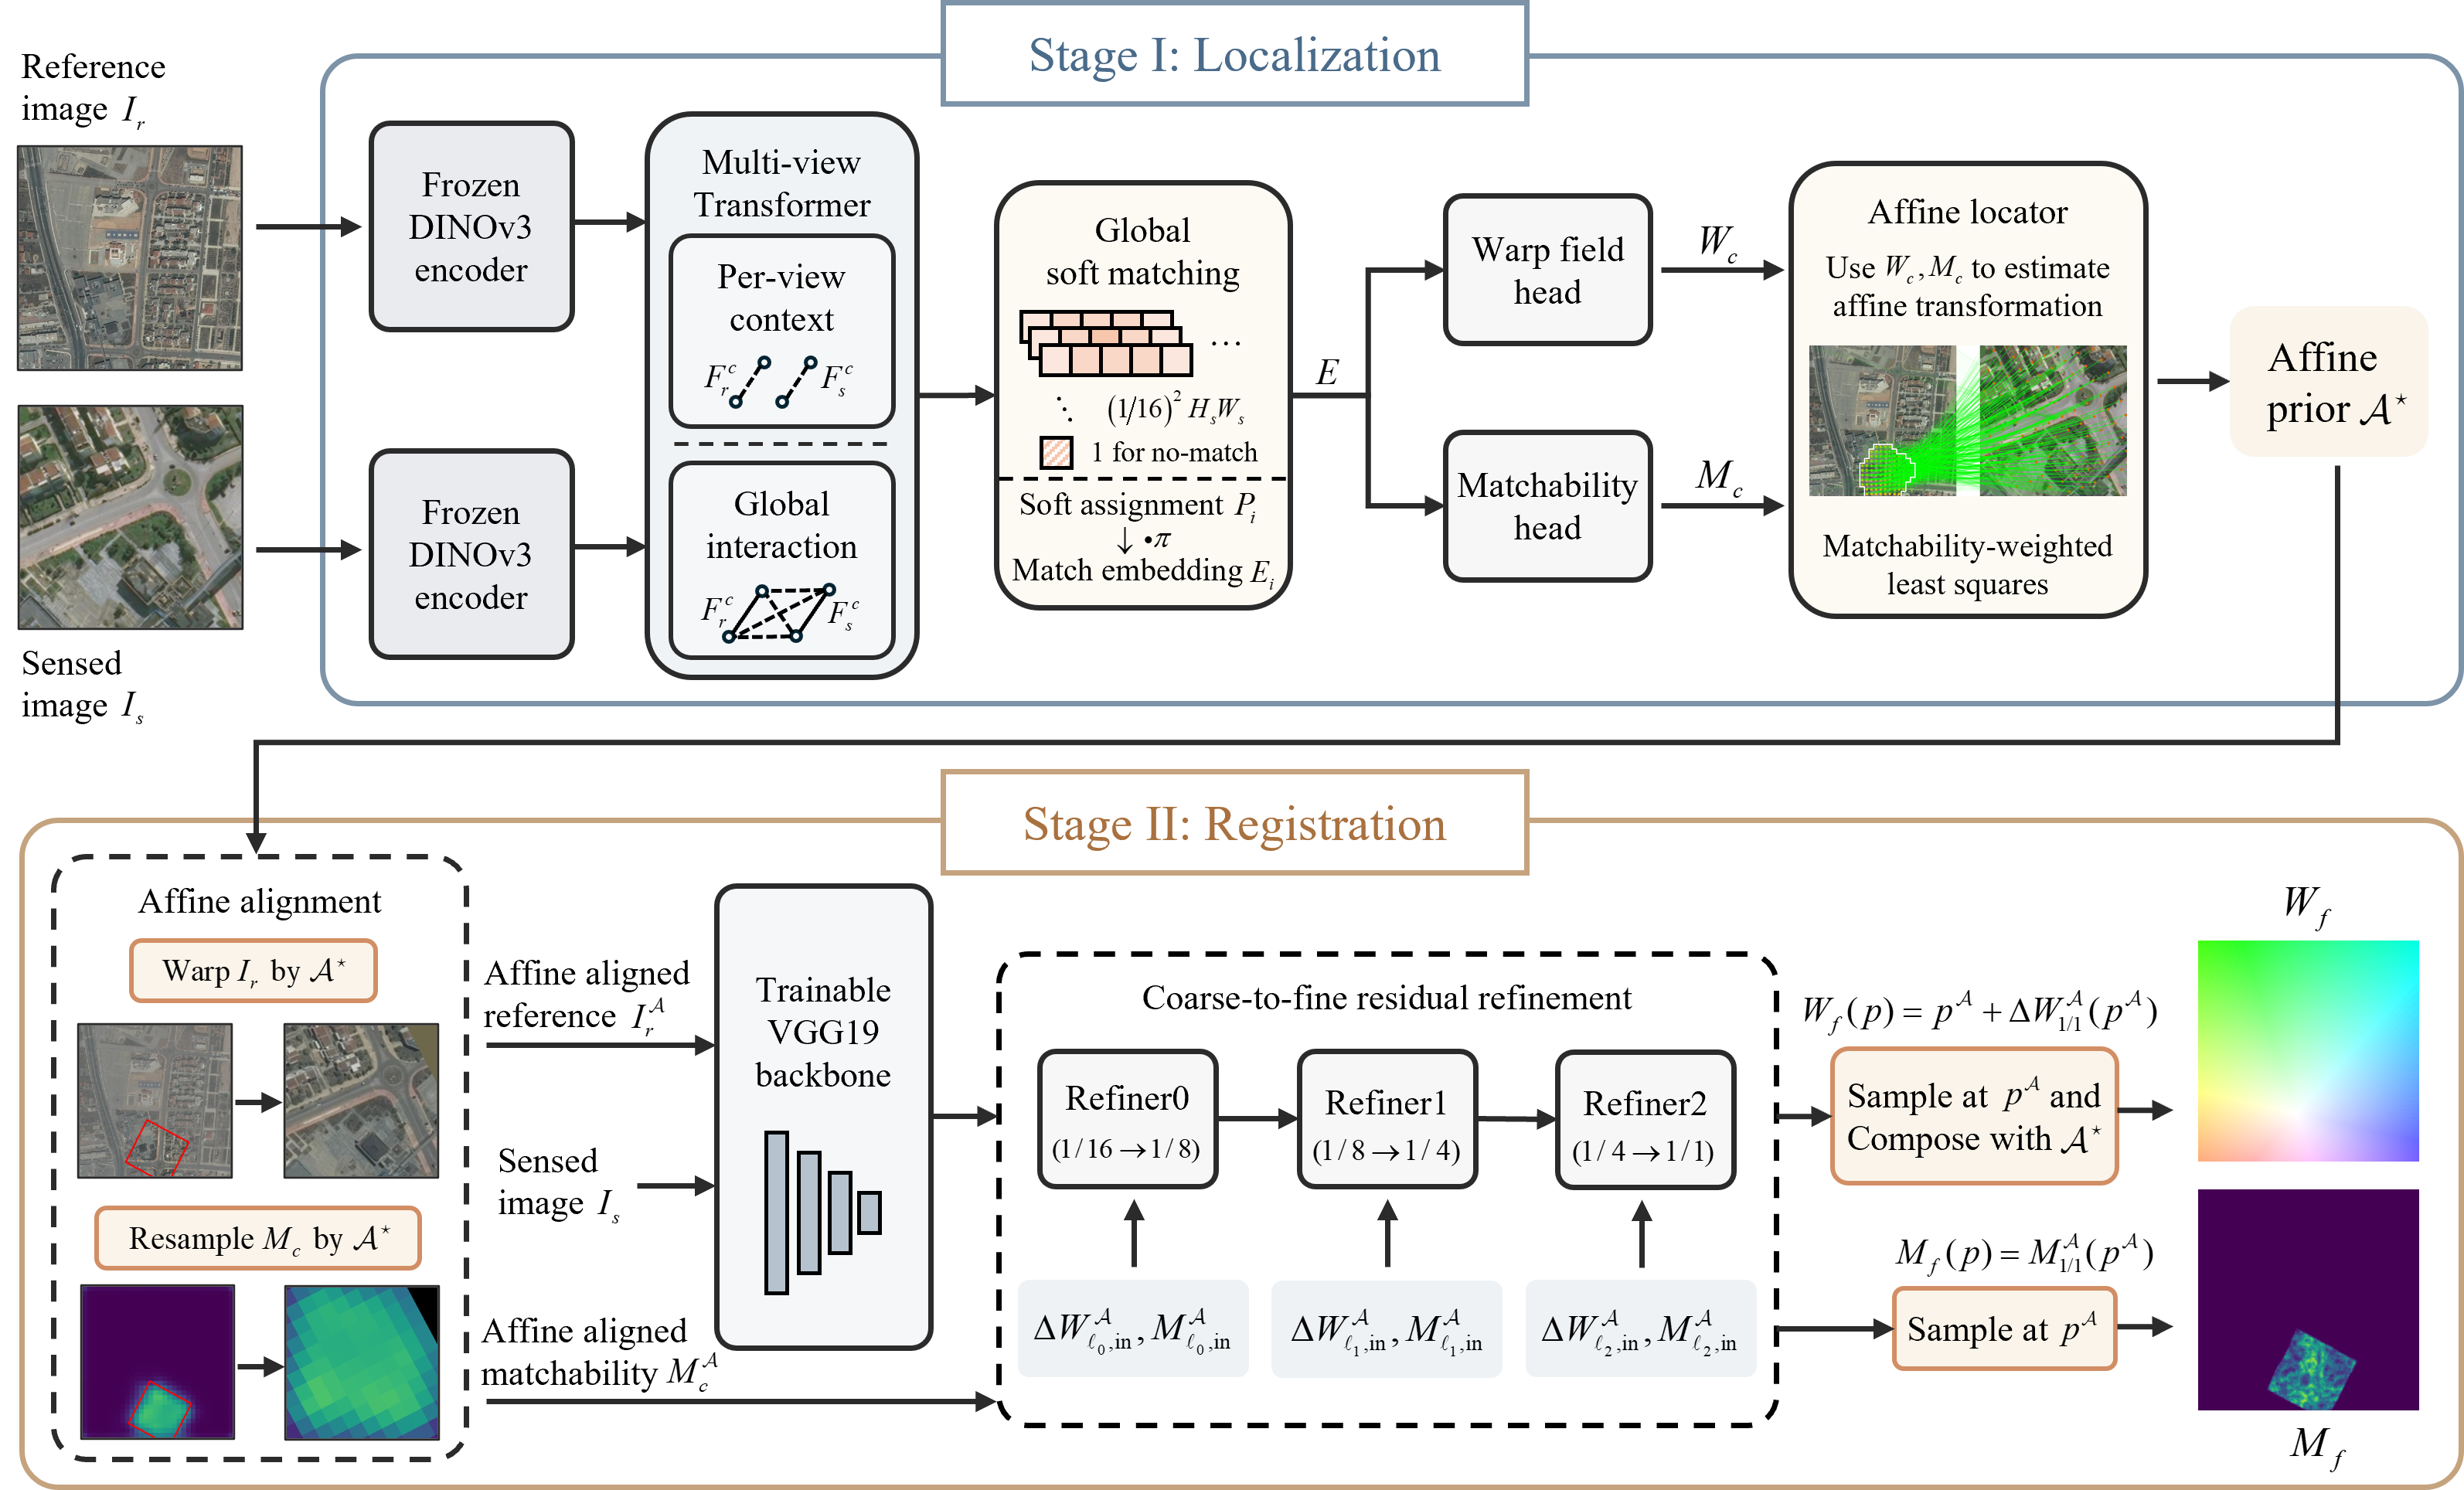 Stage I: Localization
Reference
image I_r
Sensed
image I_s
Frozen
DINOv3
encoder
Frozen
DINOv3
encoder
Multi-view
Transformer
Per-view
context
F_r^c
F_s^c
Global
interaction
F_r^c
F_s^c
Global
soft matching
...
⋱ (1/16)^2 H_s W_s
1 for no-match
Soft assignment P_i
↓ •π
Match embedding E_i
E
Warp field
head
Matchability
head
W_c
M_c
Affine locator
Use W_c, M_c to estimate
affine transformation
Matchability-weighted
least squares
Affine
prior 𝒜*
Stage II: Registration
Affine alignment
Warp I_r by 𝒜*
Resample M_c by 𝒜*
Affine aligned
reference I_r^𝒜
Sensed
image I_s
Affine aligned
matchability M_c^𝒜
Trainable
VGG19
backbone
Coarse-to-fine residual refinement
Refiner0
(1/16→1/8)
Refiner1
(1/8→1/4)
Refiner2
(1/4→1/1)
ΔW_{ℓ_0,in}^𝒜, M_{ℓ_0,in}^𝒜
ΔW_{ℓ_1,in}^𝒜, M_{ℓ_1,in}^𝒜
ΔW_{ℓ_2,in}^𝒜, M_{ℓ_2,in}^𝒜
W_f(p) = p^𝒜 + ΔW_{1/1}^𝒜(p^𝒜)
Sample at p^𝒜 and
Compose with 𝒜*
M_f(p) = M_{1/1}^𝒜(p^𝒜)
Sample at p^𝒜
W_f
M_f